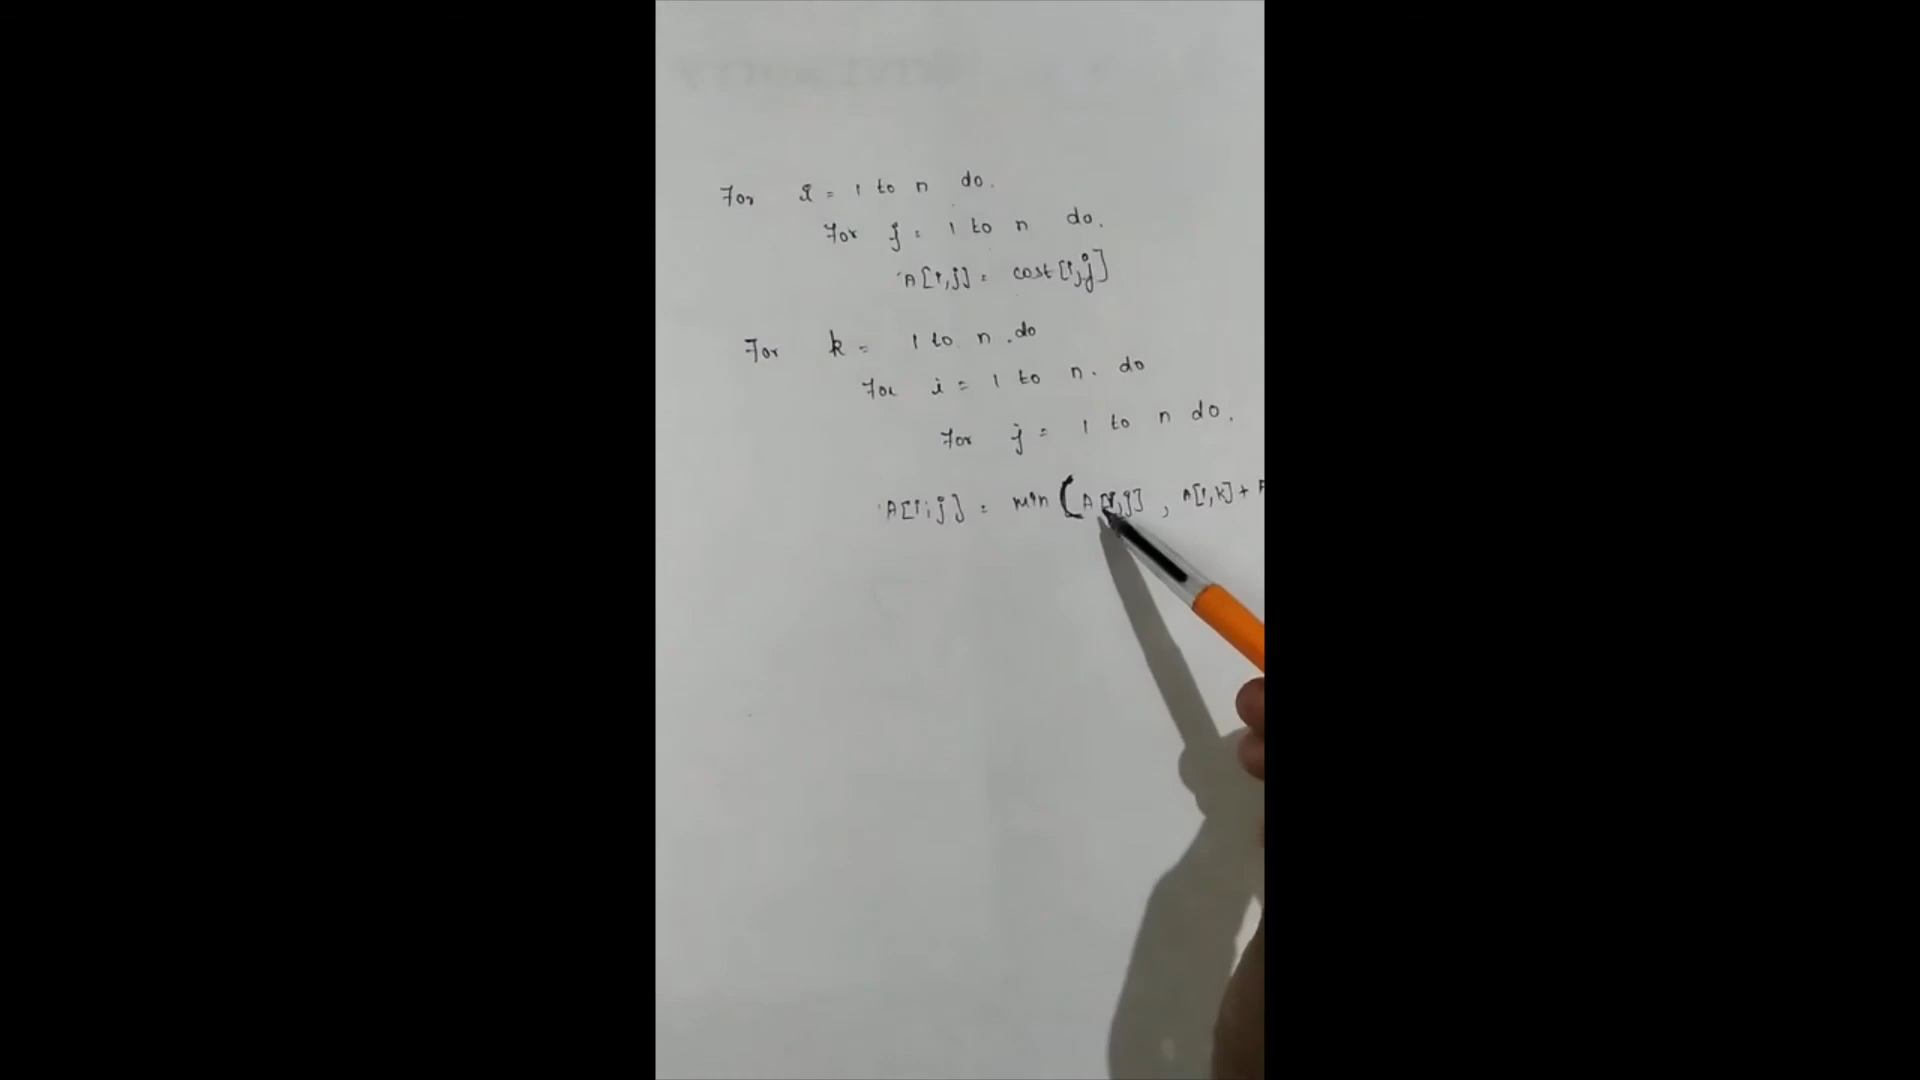 For i = 1 to n do.
For j = 1 to n do.
A[i,j] = cost[i,j]
For k = 1 to n . do
For i = 1 to n. do
For j = 1 to n do.
A[i,j] = min (A[i,j] , A[i,k] +